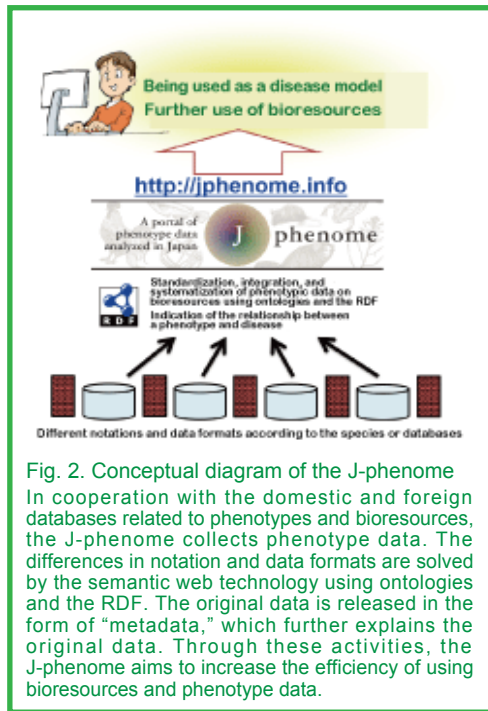 Being used as a disease model
Further use of bioresources
http://jphenome.info
A portal of
phenotype data
analyzed in Japan
J phenome
Standardization, integration, and
systematization of phenotypic data on
bioresources using ontologies and the RDF
Indication of the relationship between
a phenotype and disease
RDF
Different notations and data formats according to the species or databases
Fig. 2. Conceptual diagram of the J-phenome
In cooperation with the domestic and foreign
databases related to phenotypes and bioresources,
the J-phenome collects phenotype data. The
differences in notation and data formats are solved
by the semantic web technology using ontologies
and the RDF. The original data is released in the
form of “metadata,” which further explains the
original data. Through these activities, the
J-phenome aims to increase the efficiency of using
bioresources and phenotype data.